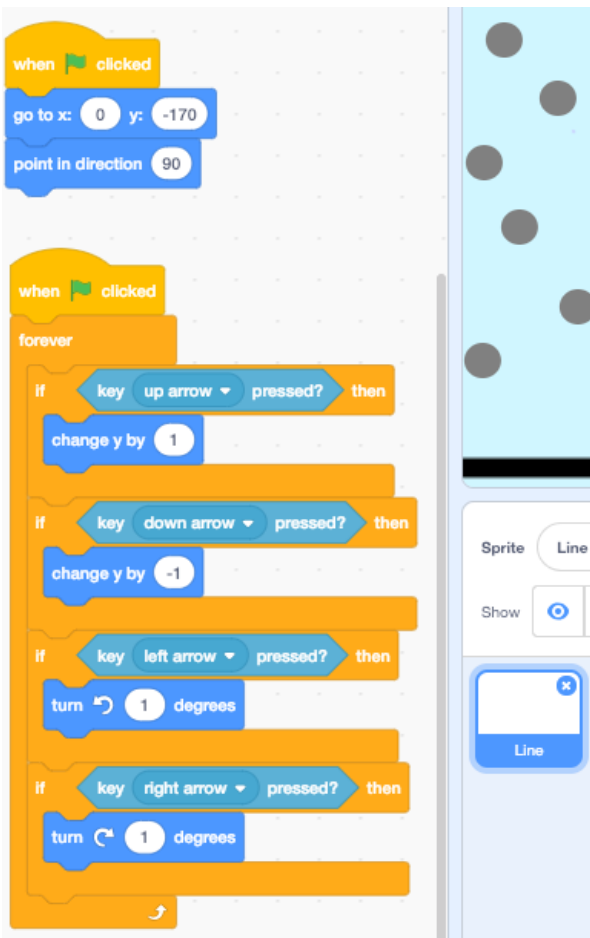 when clicked
go to x: 0 y: -170
point in direction 90
when clicked
forever
if key up arrow pressed? then
change y by 1
if key down arrow pressed? then
change y by -1
if key left arrow pressed? then
turn 1 degrees
if key right arrow pressed? then
turn 1 degrees
Sprite Line
Show
Line